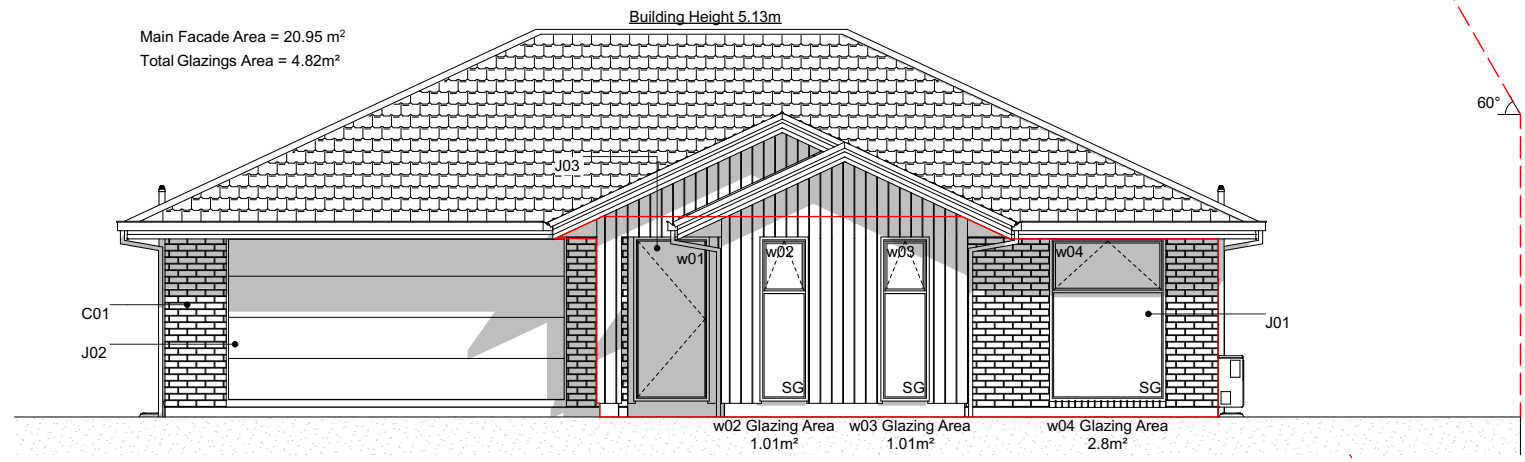 Building Height 5.13m
Main Facade Area = 20.95 m²
Total Glazings Area = 4.82m²
60°
J03
w01
w02
w03
w04
C01
J02
J01
SG
SG
SG
w02 Glazing Area
1.01m²
w03 Glazing Area
1.01m²
w04 Glazing Area
2.8m²